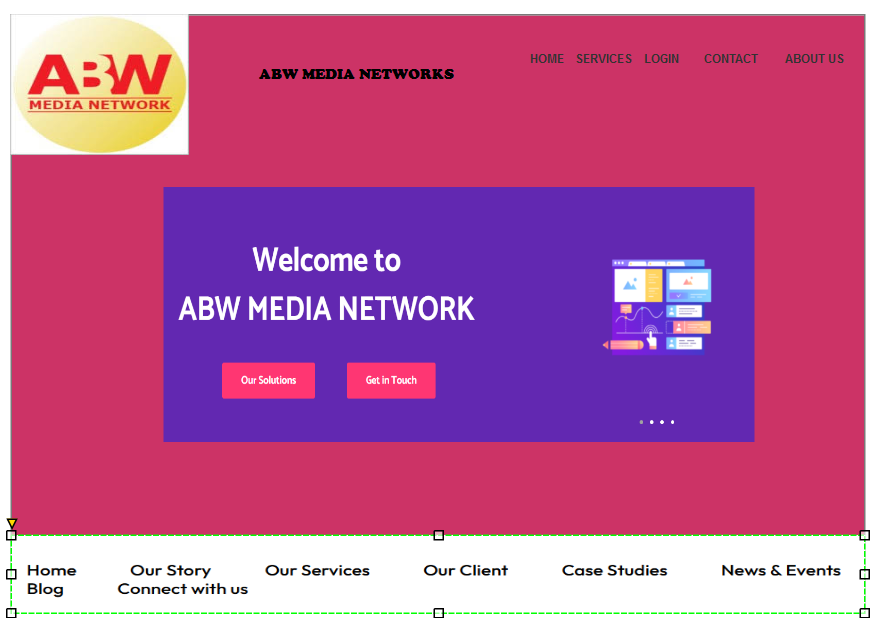 ABW
MEDIA NETWORK
ABW MEDIA NETWORKS
HOME SERVICES LOGIN CONTACT ABOUT US
Welcome to
ABW MEDIA NETWORK
Our Solutions Get in Touch
Home Our Story Our Services Our Client Case Studies News & Events
Blog Connect with us